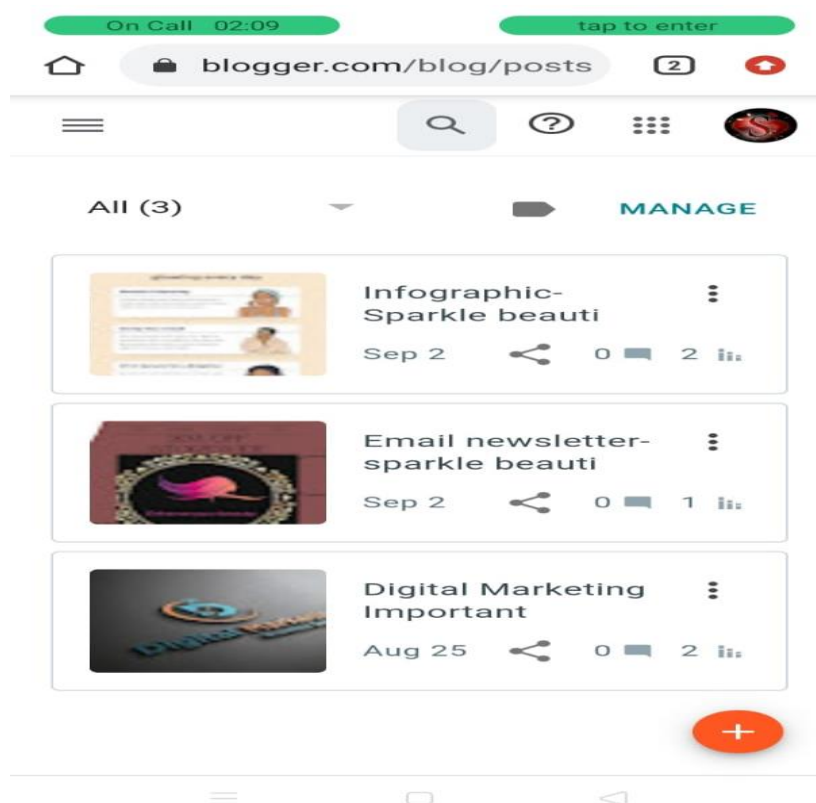 On Call 02:09
tap to enter
blogger.com/blog/posts
2
All (3)
MANAGE
Infographic-
Sparkle beauti
Sep 2 0 2
Email newsletter-
sparkle beauti
Sep 2 0 1
Digital Marketing
Important
Aug 25 0 2
Digital